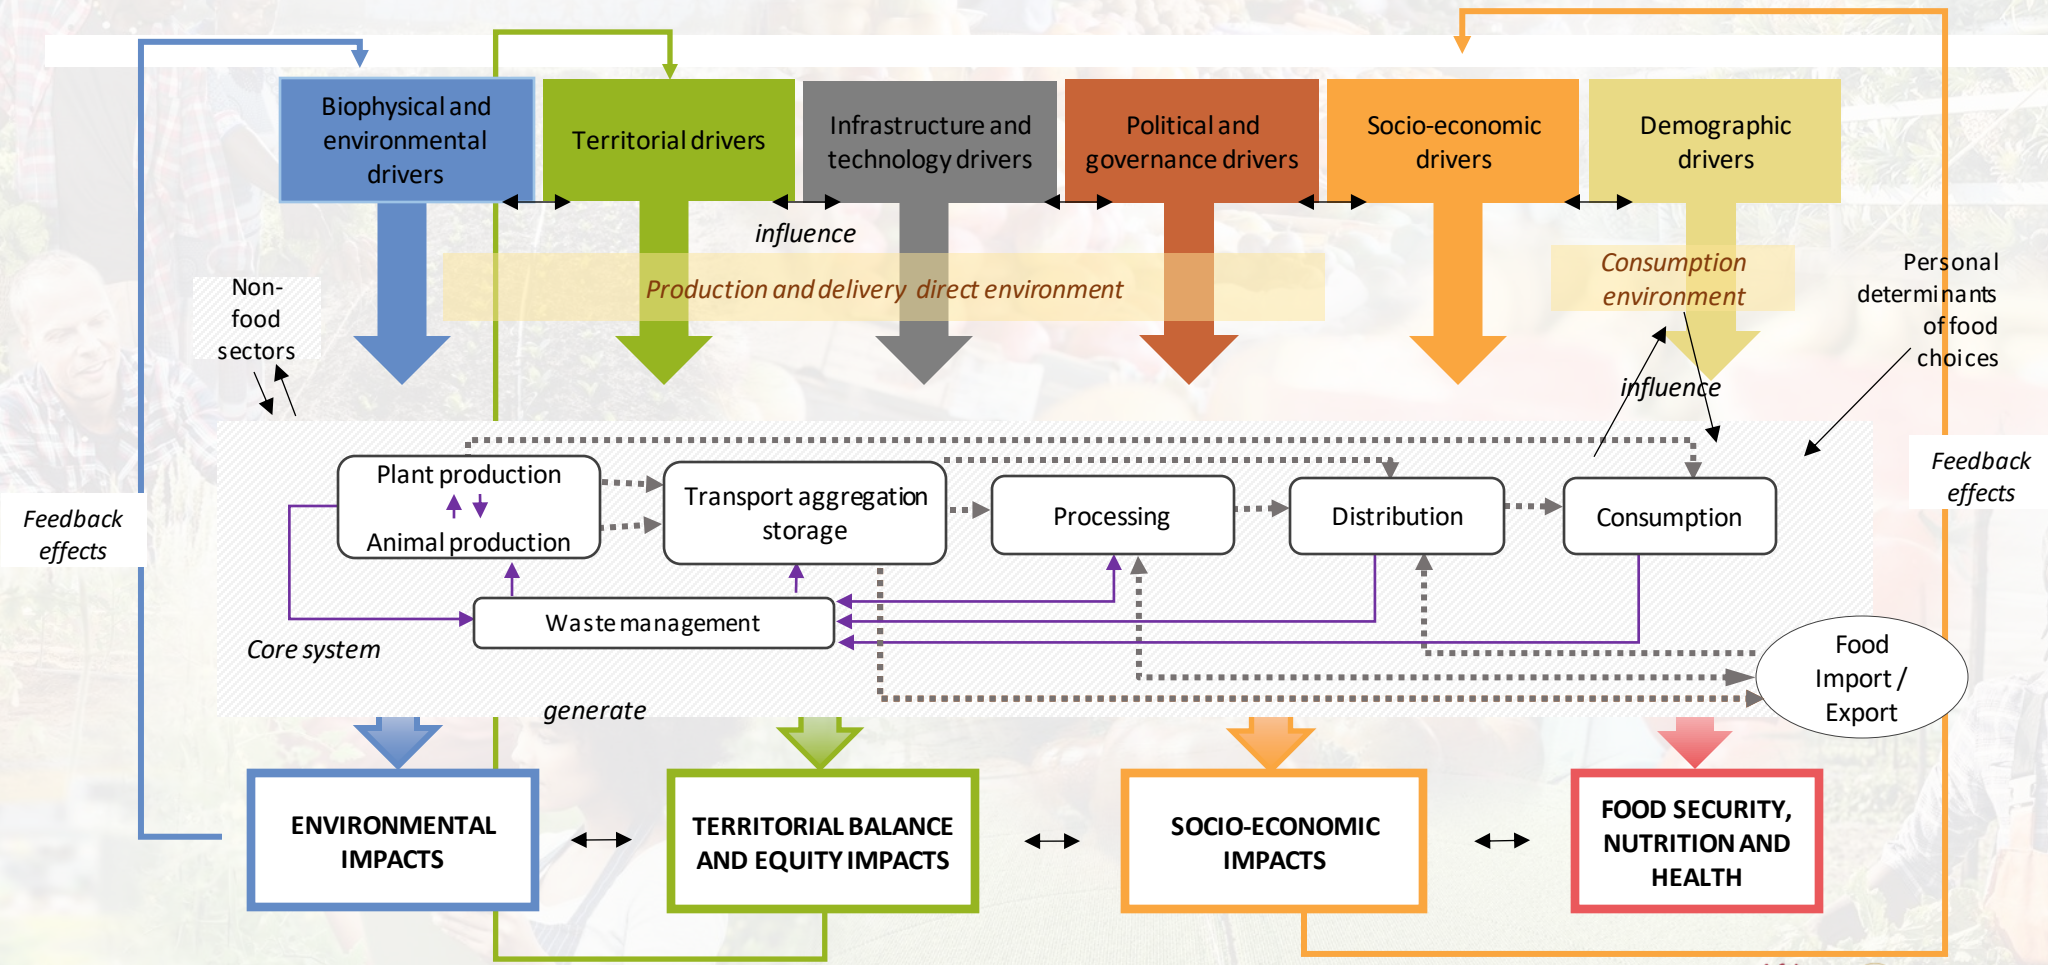 Biophysical and
environmental
drivers
Territorial drivers
Infrastructure and
technology drivers
Political and
governance drivers
Socio-economic
drivers
Demographic
drivers
influence
Production and delivery direct environment
Consumption
environment
Personal
determinants
of food
choices
Non-
food
sectors
influence
Feedback
effects
Plant production
Animal production
Transport aggregation
storage
Processing
Distribution
Consumption
Feedback
effects
Waste management
Core system
Food
Import /
Export
generate
ENVIRONMENTAL
IMPACTS
TERRITORIAL BALANCE
AND EQUITY IMPACTS
SOCIO-ECONOMIC
IMPACTS
FOOD SECURITY,
NUTRITION AND
HEALTH